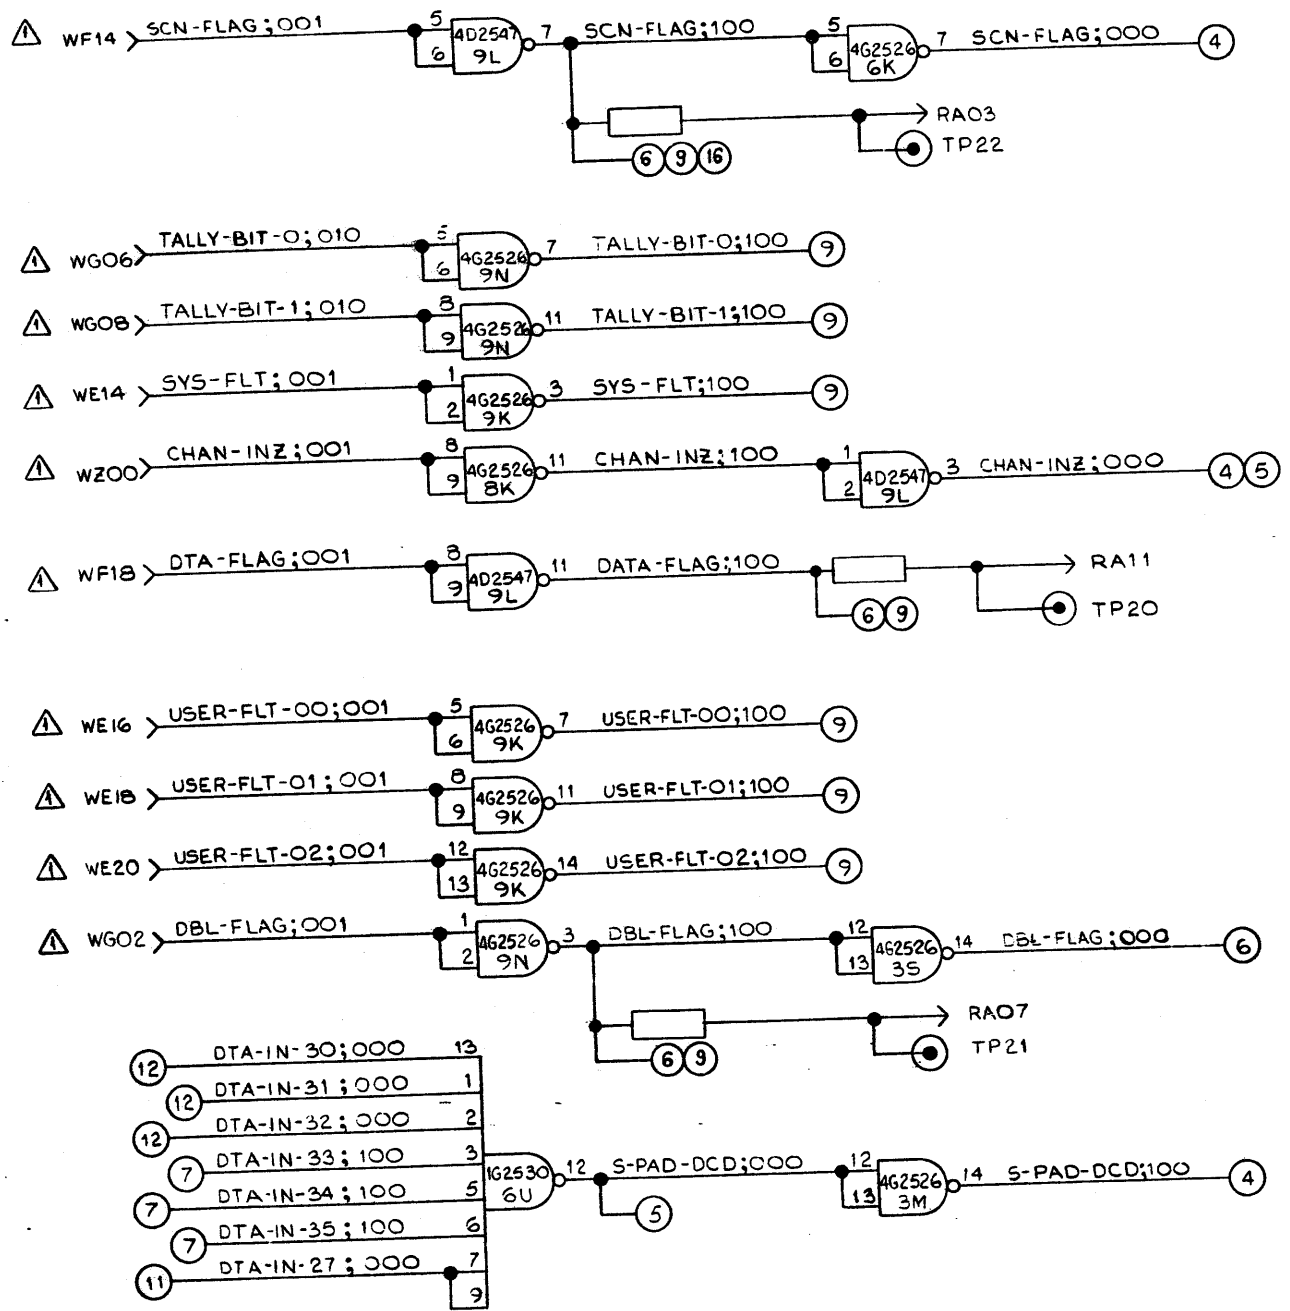 1 WF14 SCN-FLAG;001 5 6 4D2547 9L 7 SCN-FLAG;100 5 6 4G2526 6K 7 SCN-FLAG;000 4
RA03
TP22
6 9 16
1 WG06 TALLY-BIT-0;010 5 6 4G2526 9N 7 TALLY-BIT-0;100 9
1 WG08 TALLY-BIT-1;010 8 9 4G2526 9N 11 TALLY-BIT-1;100 9
1 WE14 SYS-FLT;001 1 2 4G2526 9K 3 SYS-FLT;100 9
1 WZ00 CHAN-INZ;001 8 9 4G2526 8K 11 CHAN-INZ;100 1 2 4D2547 9L 3 CHAN-INZ;000 4 5
1 WF18 DTA-FLAG;001 8 9 4D2547 9L 11 DATA-FLAG;100 RA11
6 9 TP20
1 WE16 USER-FLT-00;001 5 6 4G2526 9K 7 USER-FLT-00;100 9
1 WE18 USER-FLT-01;001 8 9 4G2526 9K 11 USER-FLT-01;100 9
1 WE20 USER-FLT-02;001 12 13 4G2526 9K 14 USER-FLT-02;100 9
1 WG02 DBL-FLAG;001 1 2 4G2526 9N 3 DBL-FLAG;100 12 13 4G2526 3S 14 DBL-FLAG;000 6
RA07
6 9 TP21
12 DTA-IN-30;000 13
12 DTA-IN-31;000 1
12 DTA-IN-32;000 2
7 DTA-IN-33;100 3
1G2530 6U 12 S-PAD-DCD;000 12 13 4G2526 3M 14 S-PAD-DCD;100 4
7 DTA-IN-34;100 5
5
7 DTA-IN-35;100 6
11 DTA-IN-27;000 7
9